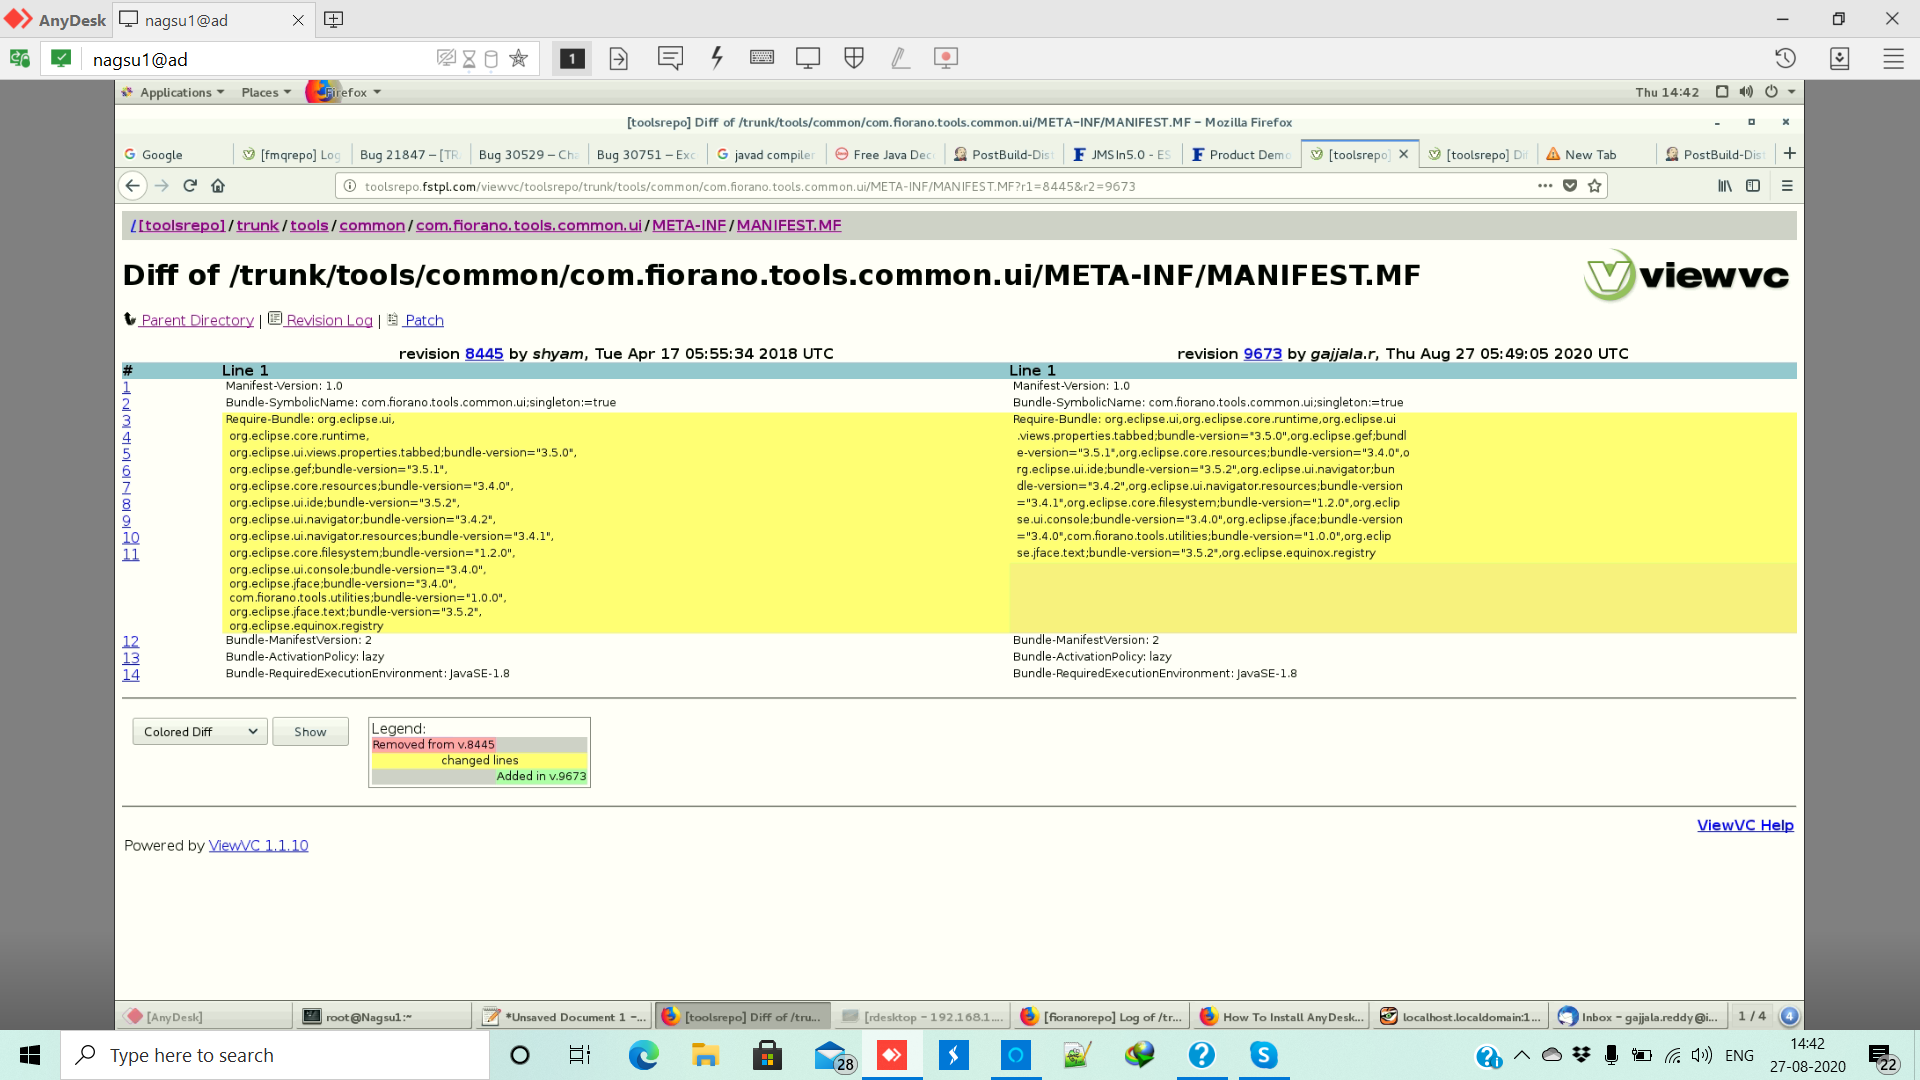 AnyDesk
nagsu1@ad
nagsu1@ad
1
Applications
Places
Firefox
Thu 14:42
[toolsrepo] Diff of /trunk/tools/common/com.fiorano.tools.common.ui/META-INF/MANIFEST.MF - Mozilla Firefox
Google
[fmqrepo] Log
Bug 21847 – [TR
Bug 30529 – Cha
Bug 30751 – Exc
javad compiler
Free Java Dec
PostBuild-Dis
JMSIn5.0 - ES
Product Demo
[toolsrepo]
[toolsrepo] Di
New Tab
PostBuild-Dis
toolsrepo.fstpl.com/viewvc/toolsrepo/trunk/tools/common/com.fiorano.tools.common.ui/META-INF/MANIFEST.MF?r1=8445&r2=9673
/[toolsrepo]/trunk/tools/common/com.fiorano.tools.common.ui/META-INF/MANIFEST.MF
Diff of /trunk/tools/common/com.fiorano.tools.common.ui/META-INF/MANIFEST.MF
viewvc
Parent Directory | Revision Log | Patch
revision 8445 by shyam, Tue Apr 17 05:55:34 2018 UTC
revision 9673 by gajjala.r, Thu Aug 27 05:49:05 2020 UTC
# Line 1 Line 1
1 Manifest-Version: 1.0 Manifest-Version: 1.0
2 Bundle-SymbolicName: com.fiorano.tools.common.ui;singleton:=true Bundle-SymbolicName: com.fiorano.tools.common.ui;singleton:=true
3 Require-Bundle: org.eclipse.ui, Require-Bundle: org.eclipse.ui,org.eclipse.core.runtime,org.eclipse.ui
4 org.eclipse.core.runtime, .views.properties.tabbed;bundle-version="3.5.0",org.eclipse.gef;bundl
5 org.eclipse.ui.views.properties.tabbed;bundle-version="3.5.0", e-version="3.5.1",org.eclipse.core.resources;bundle-version="3.4.0",o
6 org.eclipse.gef;bundle-version="3.5.1", rg.eclipse.ui.ide;bundle-version="3.5.2",org.eclipse.ui.navigator;bun
7 org.eclipse.core.resources;bundle-version="3.4.0", dle-version="3.4.2",org.eclipse.ui.navigator.resources;bundle-version
8 org.eclipse.ui.ide;bundle-version="3.5.2", ="3.4.1",org.eclipse.core.filesystem;bundle-version="1.2.0",org.eclip
9 org.eclipse.ui.navigator;bundle-version="3.4.2", se.ui.console;bundle-version="3.4.0",org.eclipse.jface;bundle-version
10 org.eclipse.ui.navigator.resources;bundle-version="3.4.1", ="3.4.0",com.fiorano.tools.utilities;bundle-version="1.0.0",org.eclip
11 org.eclipse.core.filesystem;bundle-version="1.2.0", se.jface.text;bundle-version="3.5.2",org.eclipse.equinox.registry
org.eclipse.ui.console;bundle-version="3.4.0",
org.eclipse.jface;bundle-version="3.4.0",
com.fiorano.tools.utilities;bundle-version="1.0.0",
org.eclipse.jface.text;bundle-version="3.5.2",
org.eclipse.equinox.registry
12 Bundle-ManifestVersion: 2 Bundle-ManifestVersion: 2
13 Bundle-ActivationPolicy: lazy Bundle-ActivationPolicy: lazy
14 Bundle-RequiredExecutionEnvironment: JavaSE-1.8 Bundle-RequiredExecutionEnvironment: JavaSE-1.8
Colored Diff
Show
Legend:
Removed from v.8445
changed lines
Added in v.9673
ViewVC Help
Powered by ViewVC 1.1.10
[AnyDesk]
root@Nagsu1:~
*Unsaved Document 1 -...
[toolsrepo] Diff of /tru...
[rdesktop - 192.168.1....
[fioranorepo] Log of /tr...
How To Install AnyDesk...
localhost.localdomain:1...
Inbox - gajjala.reddy@i...
1 / 4
4
Type here to search
28
ENG
14:42
27-08-2020
22